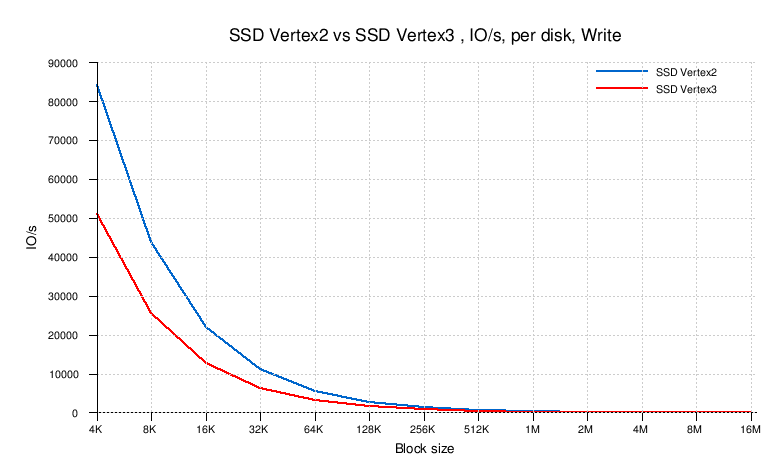 SSD Vertex2 vs SSD Vertex3 , IO/s, per disk, Write
90000
80000
70000
60000
50000
40000
30000
20000
10000
0
IO/s
SSD Vertex2
SSD Vertex3
4K 8K 16K 32K 64K 128K 256K 512K 1M 2M 4M 8M 16M
Block size